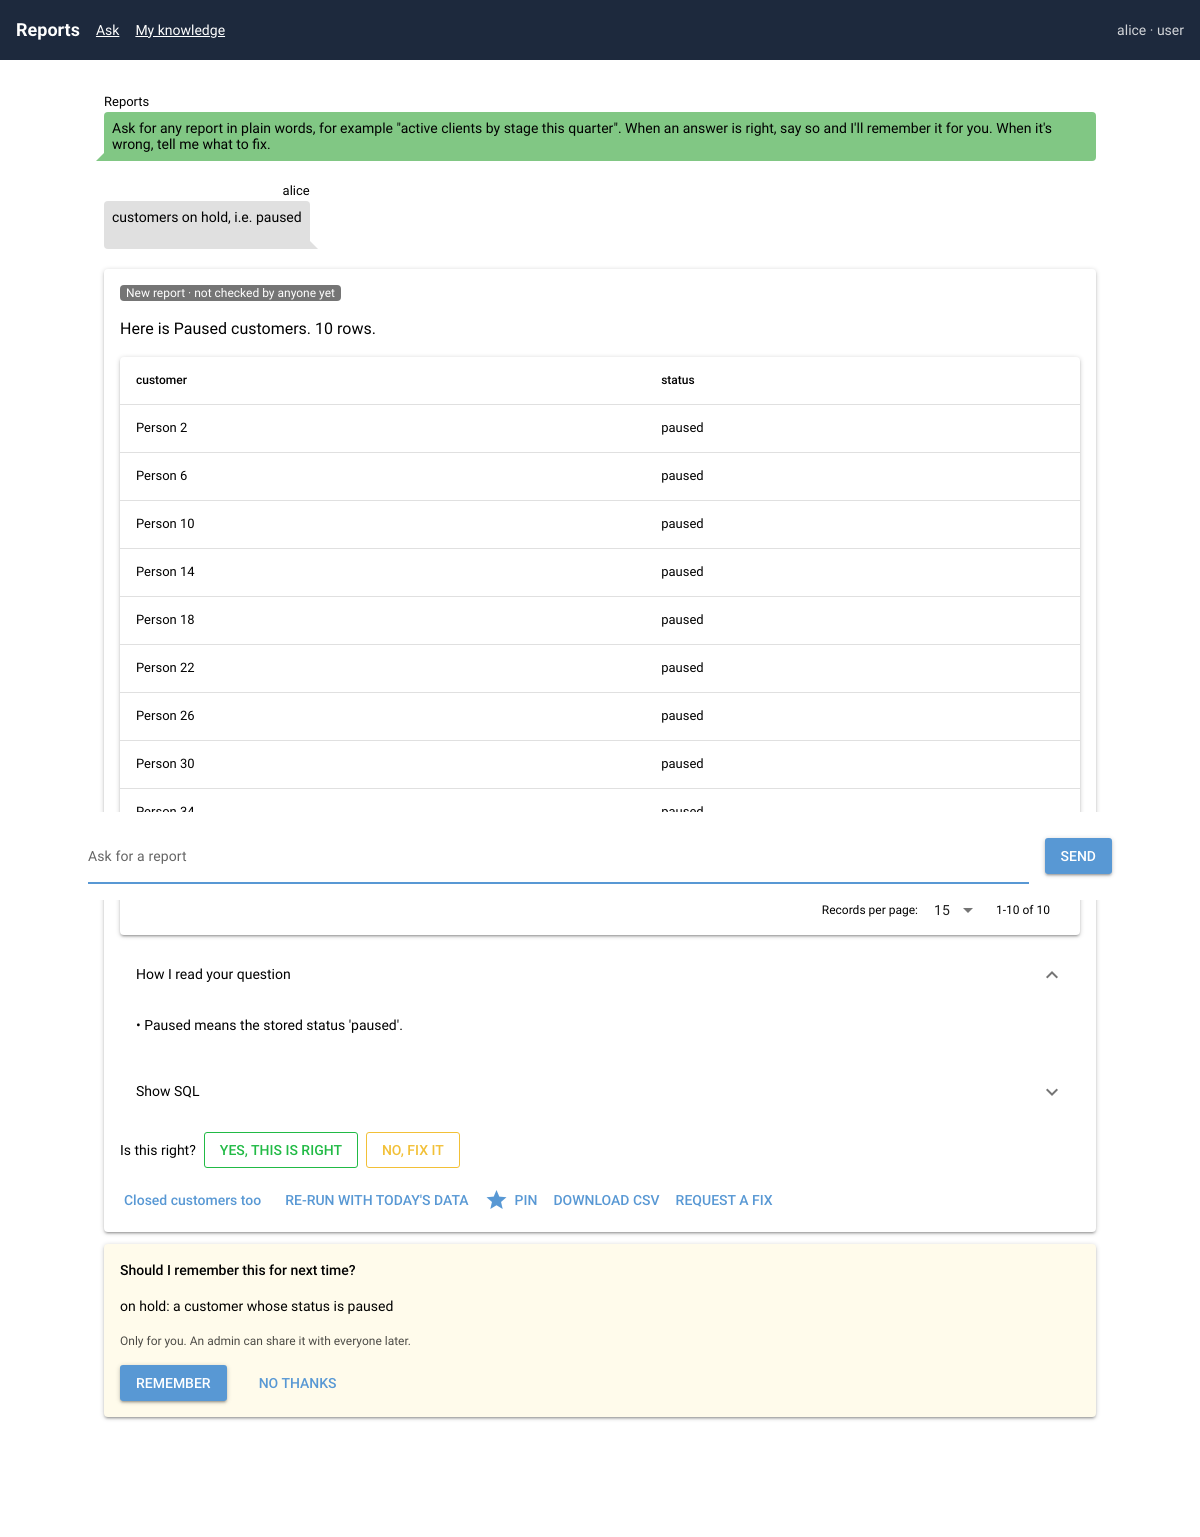 Reports Ask My knowledge alice · user
Reports
Ask for any report in plain words, for example "active clients by stage this quarter". When an answer is right, say so and I'll remember it for you. When it's
wrong, tell me what to fix.
alice
customers on hold, i.e. paused
New report · not checked by anyone yet
Here is Paused customers. 10 rows.
customer status
Person 2 paused
Person 6 paused
Person 10 paused
Person 14 paused
Person 18 paused
Person 22 paused
Person 26 paused
Person 30 paused
Person 34 paused
Ask for a report SEND
Records per page: 15 1-10 of 10
How I read your question
• Paused means the stored status 'paused'.
Show SQL
Is this right? YES, THIS IS RIGHT NO, FIX IT
Closed customers too RE-RUN WITH TODAY'S DATA PIN DOWNLOAD CSV REQUEST A FIX
Should I remember this for next time?
on hold: a customer whose status is paused
Only for you. An admin can share it with everyone later.
REMEMBER NO THANKS